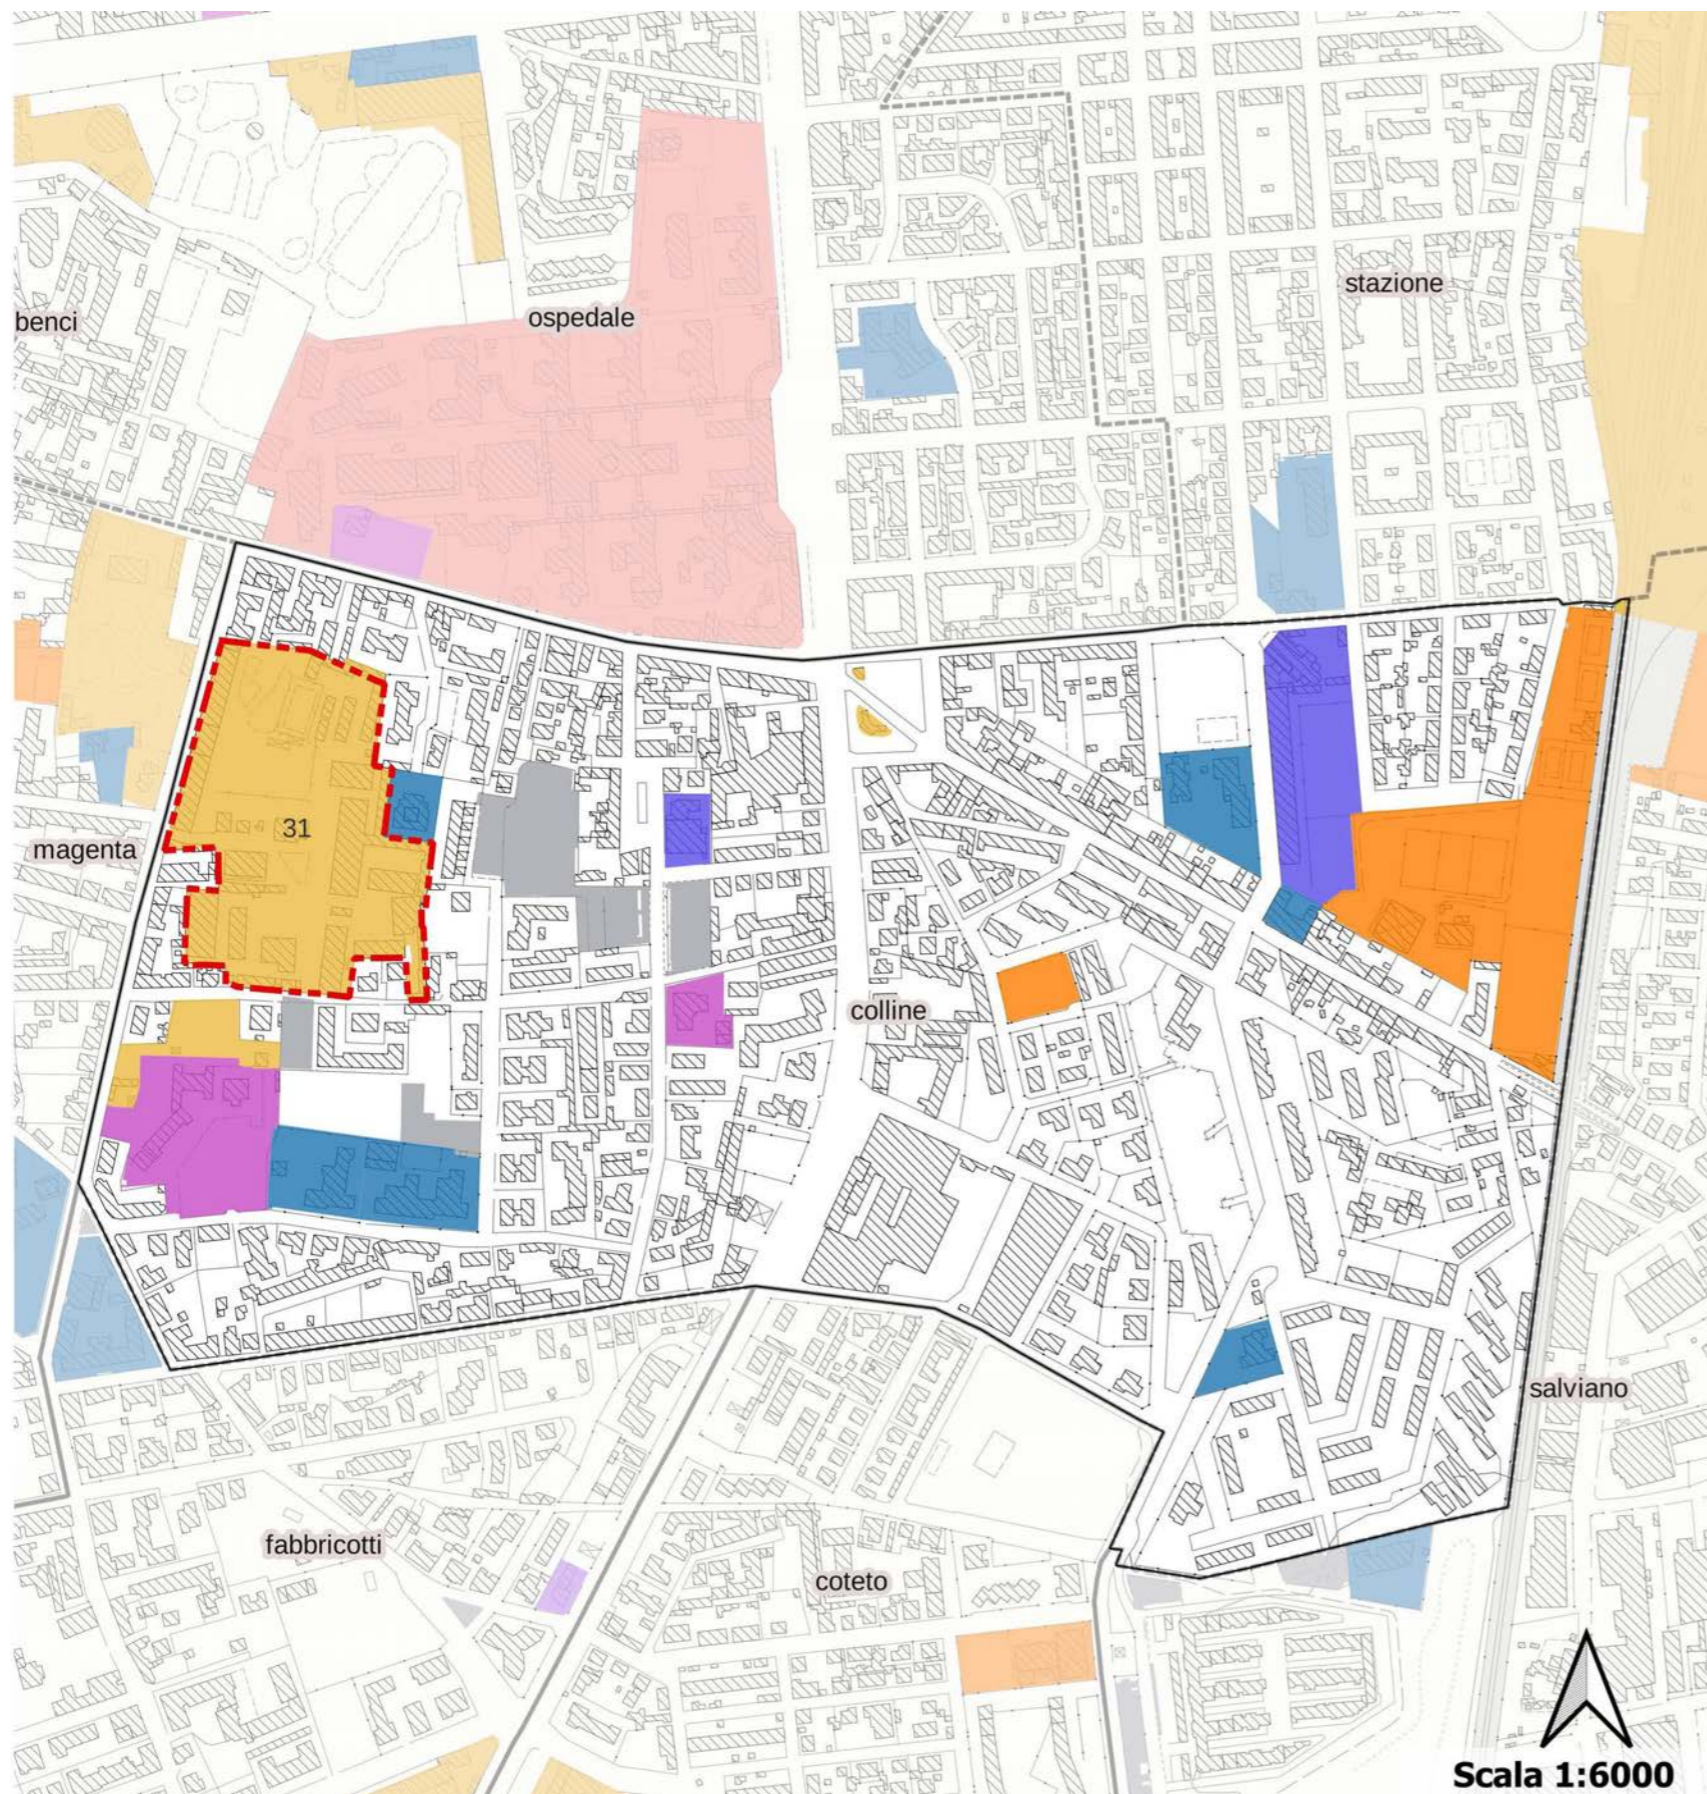 stazione
benci
ospedale
31
magenta
colline
salviano
fabbricotti
coteto
Scala 1:6000